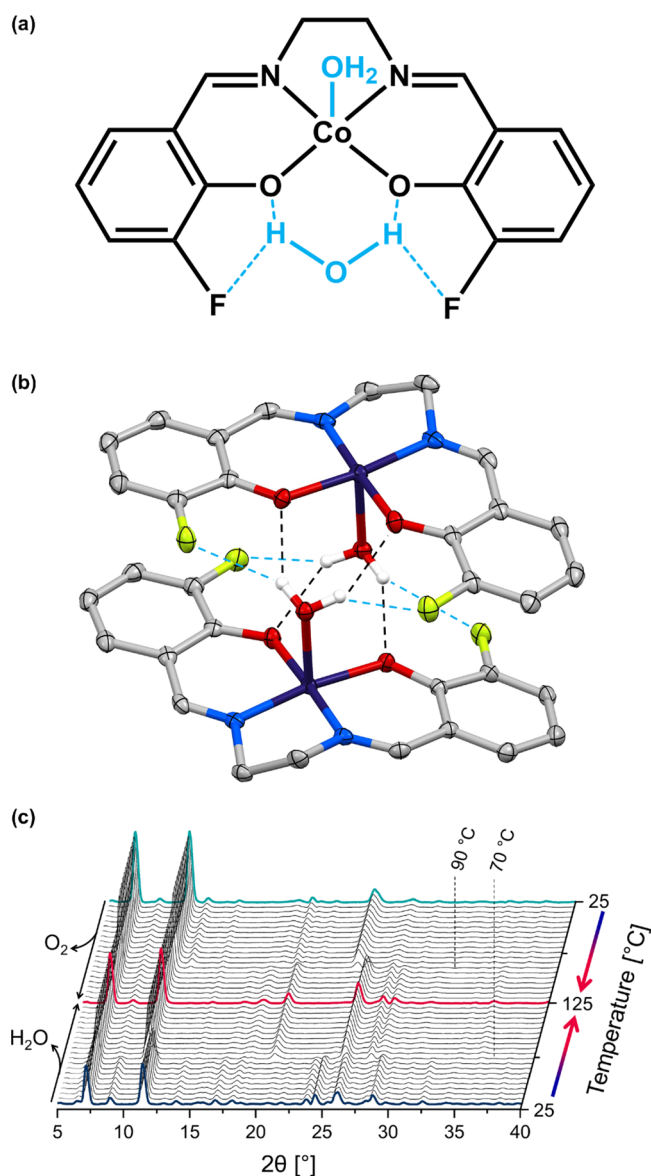 (a)
N
OH₂
N
Co
O
O
H
H
O
F
F
(b)
(c)
90 °C
70 °C
25
O₂
125
H₂O
25
Temperature [°C]
5
10
15
20
25
30
35
40
2θ [°]